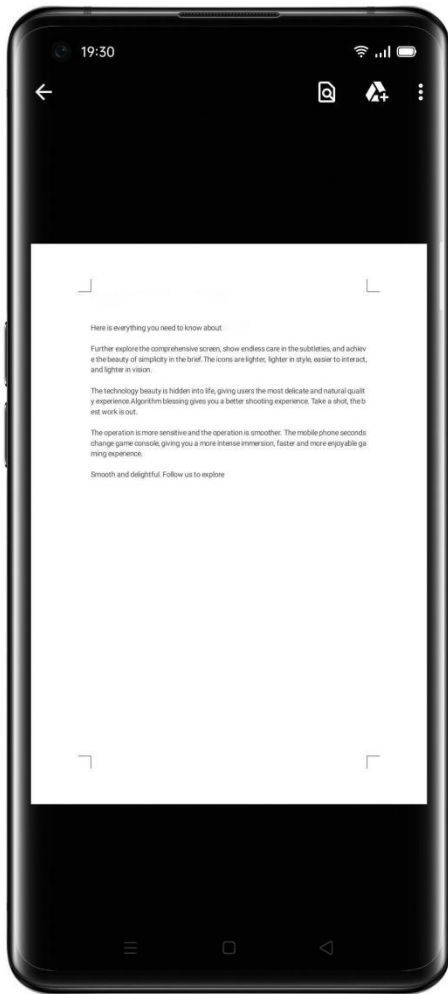 19:30
Here is everything you need to know about
Further explore the comprehensive screen, show endless care in the subtleties, and achiev
e the beauty of simplicity in the brief. The icons are lighter, lighter in style, easier to interact,
and lighter in vision.
The technology beauty is hidden into life, giving users the most delicate and natural qualit
y experience.Algorithm blessing gives you a better shooting experience. Take a shot, the b
est work is out.
The operation is more sensitive and the operation is smoother. The mobile phone seconds
change game console, giving you a more intense immersion, faster and more enjoyable ga
ming experience.
Smooth and delightful. Follow us to explore